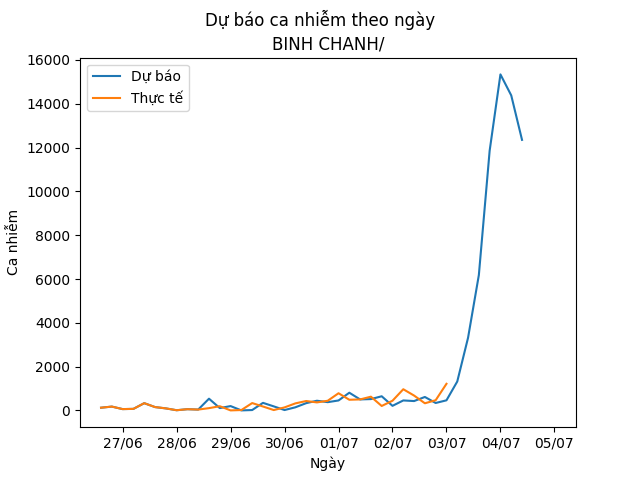 Dự báo ca nhiễm theo ngày
BINH CHANH/
Dự báo
Thực tế
Ca nhiễm
16000
14000
12000
10000
8000
6000
4000
2000
0
27/06 28/06 29/06 30/06 01/07 02/07 03/07 04/07 05/07
Ngày